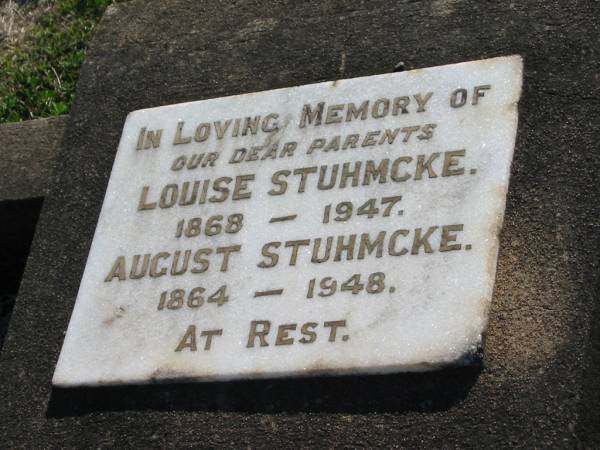 IN LOVING MEMORY OF
OUR DEAR PARENTS
LOUISE STUHMCKE.
1868 — 1947.
AUGUST STUHMCKE.
1864 — 1948.
AT REST.